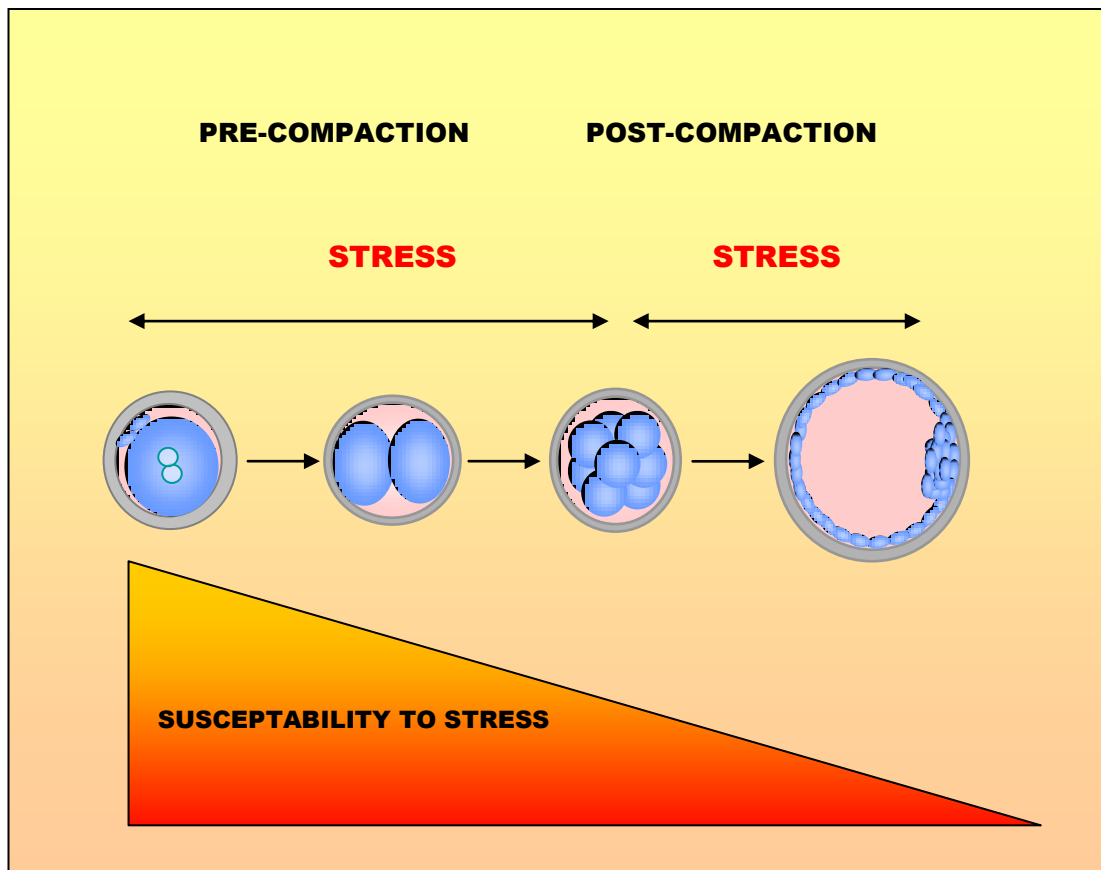 PRE-COMPACTION POST-COMPACTION
STRESS STRESS
SUSCEPTABILITY TO STRESS